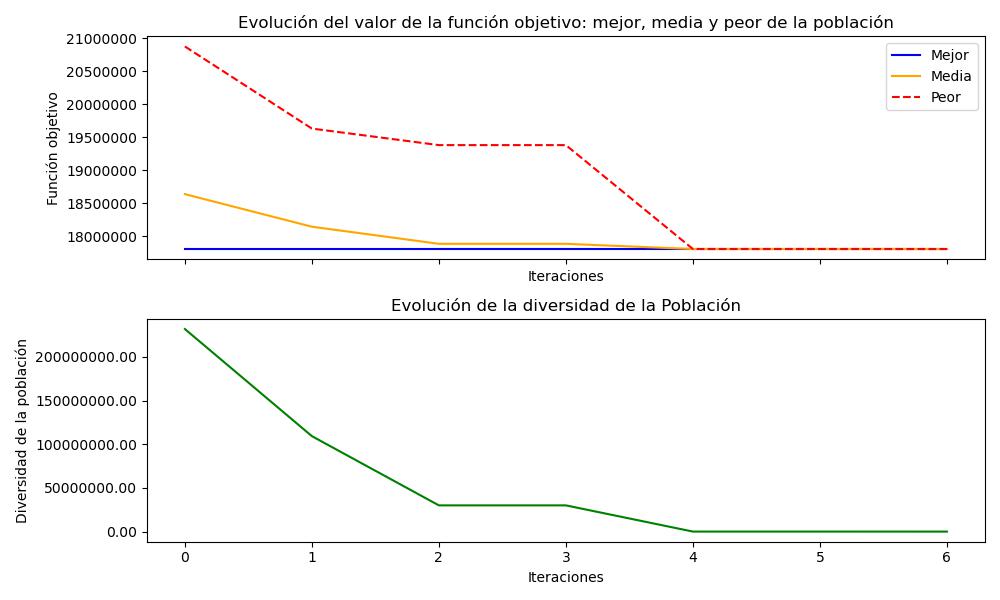 Evolución del valor de la función objetivo: mejor, media y peor de la población
21000000
20500000
20000000
19500000
19000000
18500000
18000000
Función objetivo
Mejor
Media
Peor
Iteraciones
Evolución de la diversidad de la Población
200000000.00
150000000.00
100000000.00
50000000.00
0.00
Diversidad de la población
0 1 2 3 4 5 6
Iteraciones